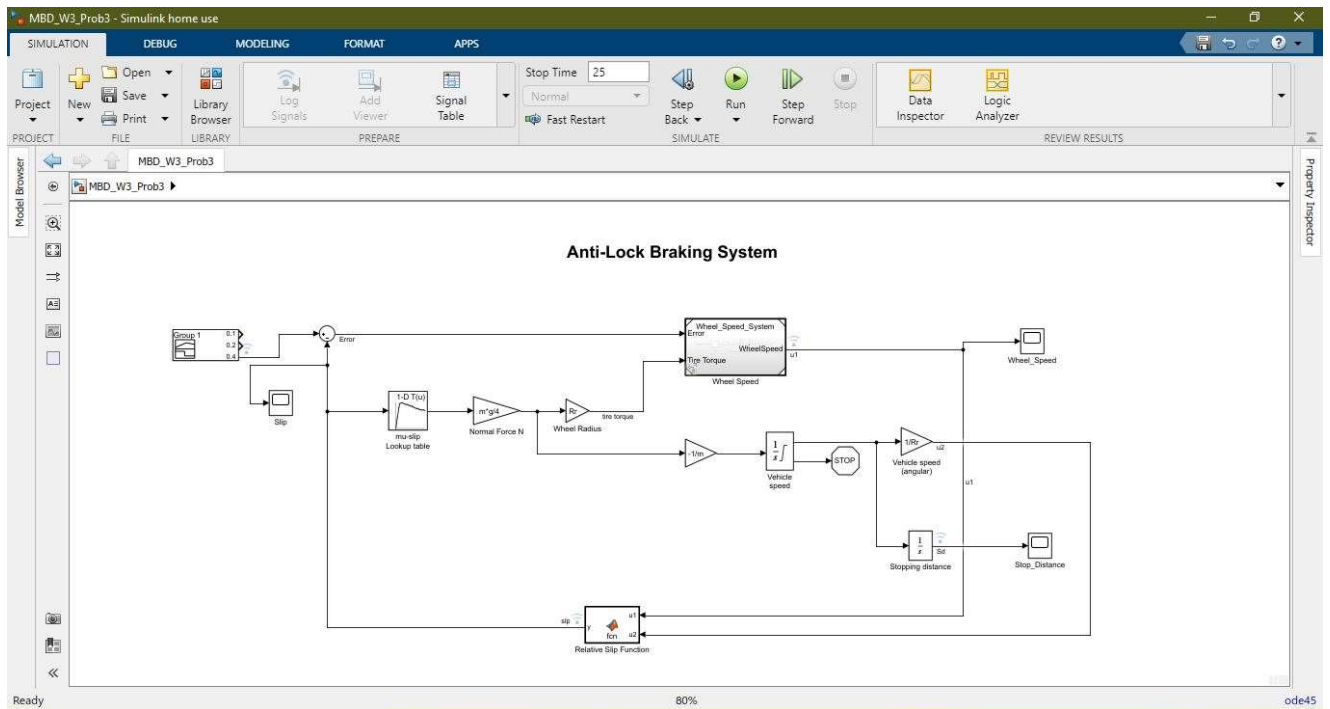 MBD_W3_Prob3 - Simulink home use
SIMULATION DEBUG MODELING FORMAT APPS
Project
New
Open
Save
Print
Library Browser
Log Signals
Add Viewer
Signal Table
Stop Time 25
Normal
Fast Restart
Step Back
Run
Step Forward
Stop
Data Inspector
Logic Analyzer
PROJECT FILE LIBRARY PREPARE SIMULATE REVIEW RESULTS
Model Browser
Property Inspector
MBD_W3_Prob3
MBD_W3_Prob3
Anti-Lock Braking System
Group 1
0.1
0.2
0.4
Error
Wheel_Speed_System
Error
WheelSpeed
Tire Torque
Wheel Speed
u1
Wheel_Speed
Slip
1-D T(u)
mu-slip
Lookup table
m*g/4
Normal Force N
Rr
Wheel Radius
tire torque
-1/m
1
s
Vehicle
speed
STOP
1/Rr
u2
Vehicle speed
(angular)
u1
1
s
Sd
Stopping distance
Stop_Distance
slp
y
fcn
u1
u2
Relative Slip Function
Ready
80%
ode45